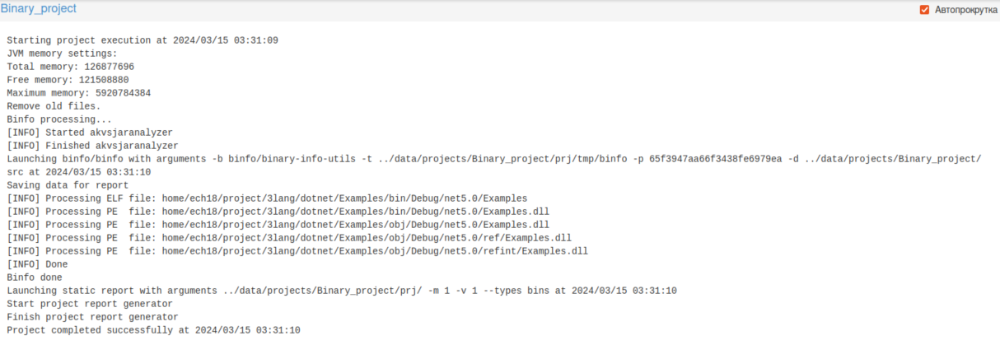 Binary_project
Автопрокрутка
Starting project execution at 2024/03/15 03:31:09
JVM memory settings:
Total memory: 126877696
Free memory: 121508880
Maximum memory: 5920784384
Remove old files.
Binfo processing...
[INFO] Started akvsjaranalyzer
[INFO] Finished akvsjaranalyzer
Launching binfo/binfo with arguments -b binfo/binary-info-utils -t ../data/projects/Binary_project/prj/tmp/binfo -p 65f3947aa66f3438fe6979ea -d ../data/projects/Binary_project/
src at 2024/03/15 03:31:10
Saving data for report
[INFO] Processing ELF file: home/ech18/project/3lang/dotnet/Examples/bin/Debug/net5.0/Examples
[INFO] Processing PE  file: home/ech18/project/3lang/dotnet/Examples/bin/Debug/net5.0/Examples.dll
[INFO] Processing PE  file: home/ech18/project/3lang/dotnet/Examples/obj/Debug/net5.0/Examples.dll
[INFO] Processing PE  file: home/ech18/project/3lang/dotnet/Examples/obj/Debug/net5.0/ref/Examples.dll
[INFO] Processing PE  file: home/ech18/project/3lang/dotnet/Examples/obj/Debug/net5.0/refint/Examples.dll
[INFO] Done
Binfo done
Launching static report with arguments ../data/projects/Binary_project/prj/ -m 1 -v 1 --types bins at 2024/03/15 03:31:10
Start project report generator
Finish project report generator
Project completed successfully at 2024/03/15 03:31:10